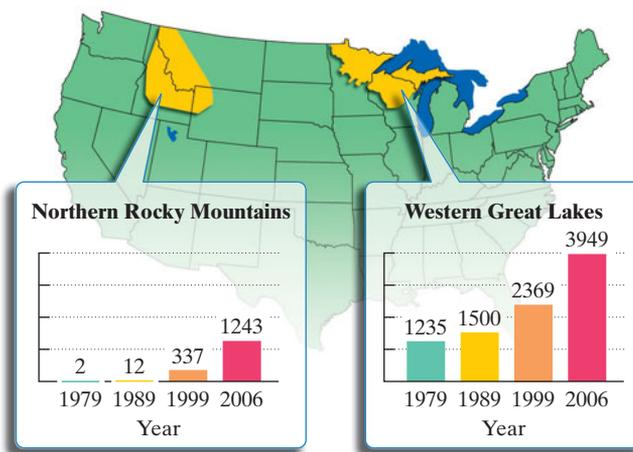 Northern Rocky Mountains
2
12
337
1243
1979 1989 1999 2006
Year
Western Great Lakes
1235
1500
2369
3949
1979 1989 1999 2006
Year